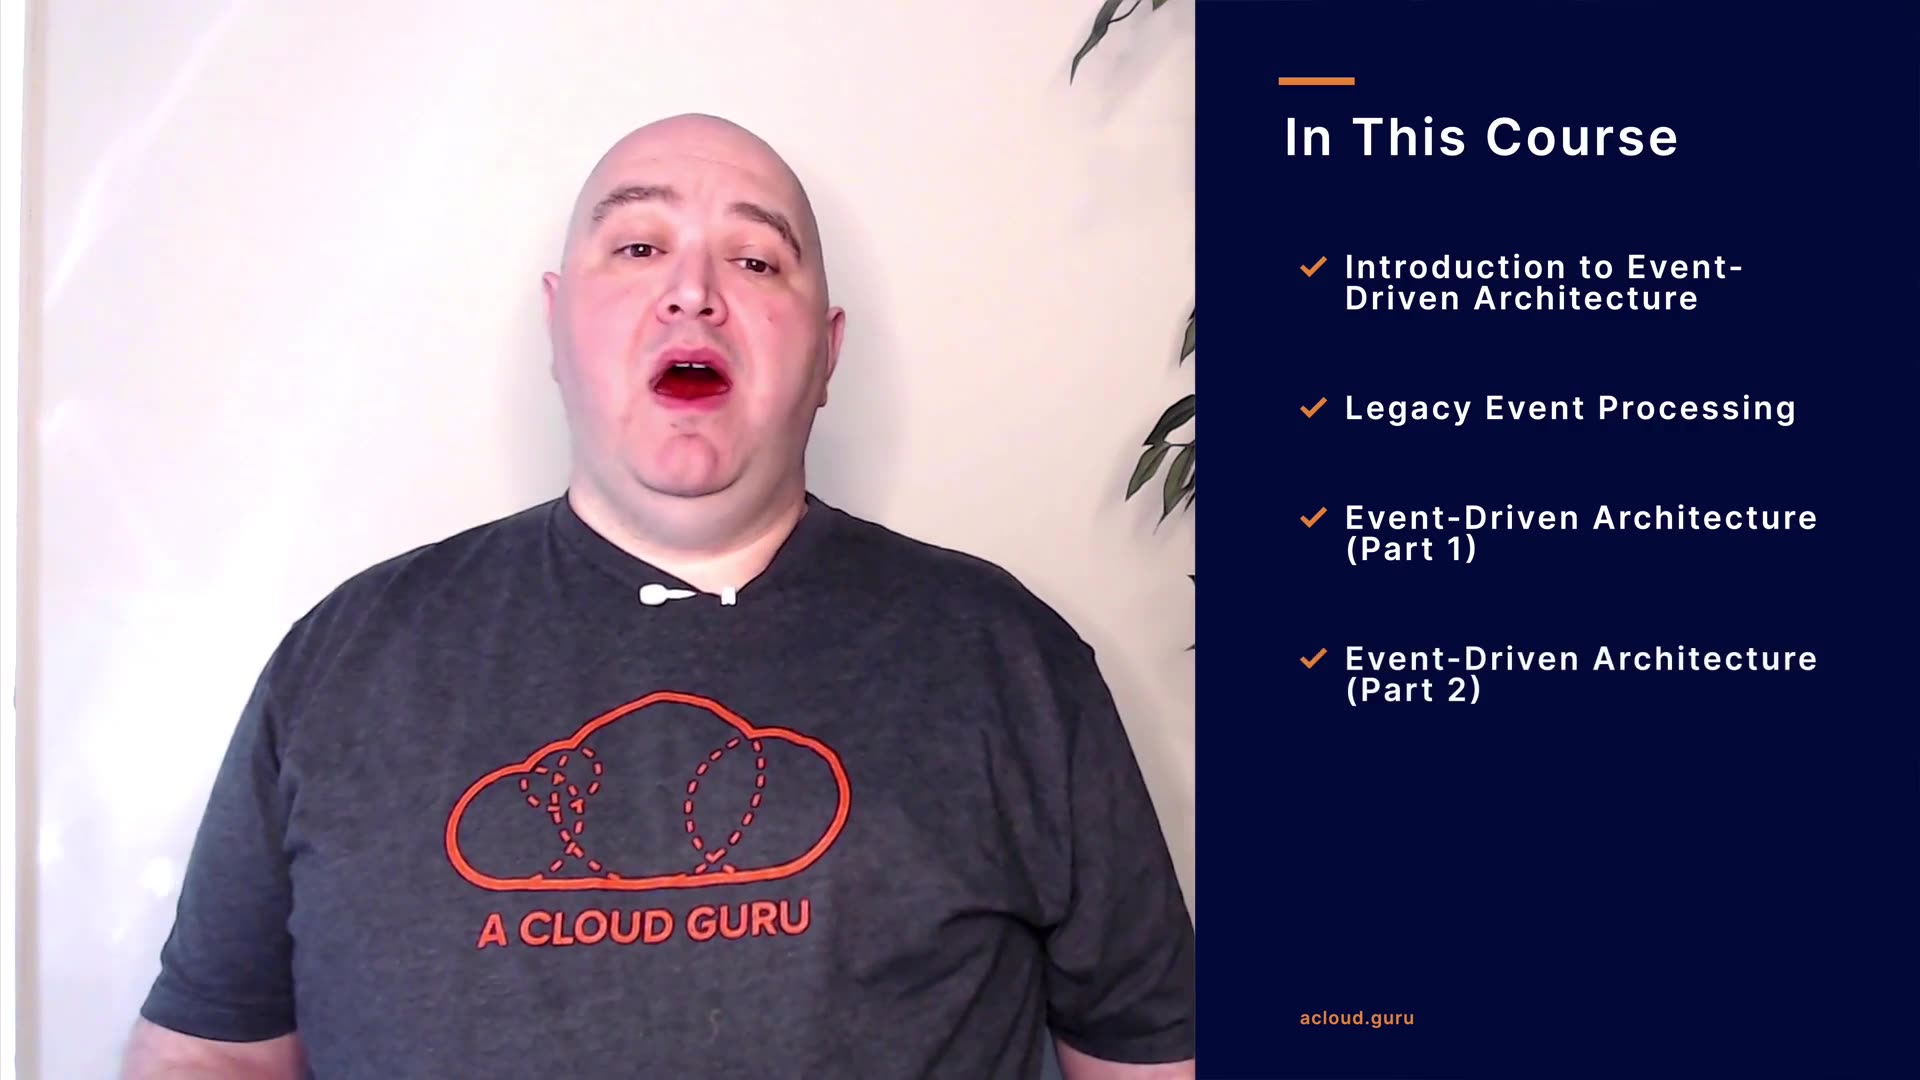 In This Course
Introduction to Event-
Driven Architecture
Legacy Event Processing
Event-Driven Architecture
(Part 1)
Event-Driven Architecture
(Part 2)
A CLOUD GURU
acloud.guru